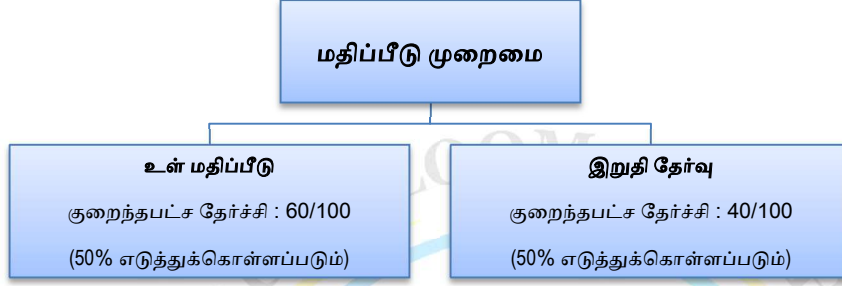 மதிப்பீடு முறைமை
உள் மதிப்பீடு
குறைந்தபட்ச தேர்ச்சி : 60/100
(50% எடுத்துக்கொள்ளப்படும்)
இறுதி தேர்வு
குறைந்தபட்ச தேர்ச்சி : 40/100
(50% எடுத்துக்கொள்ளப்படும்)